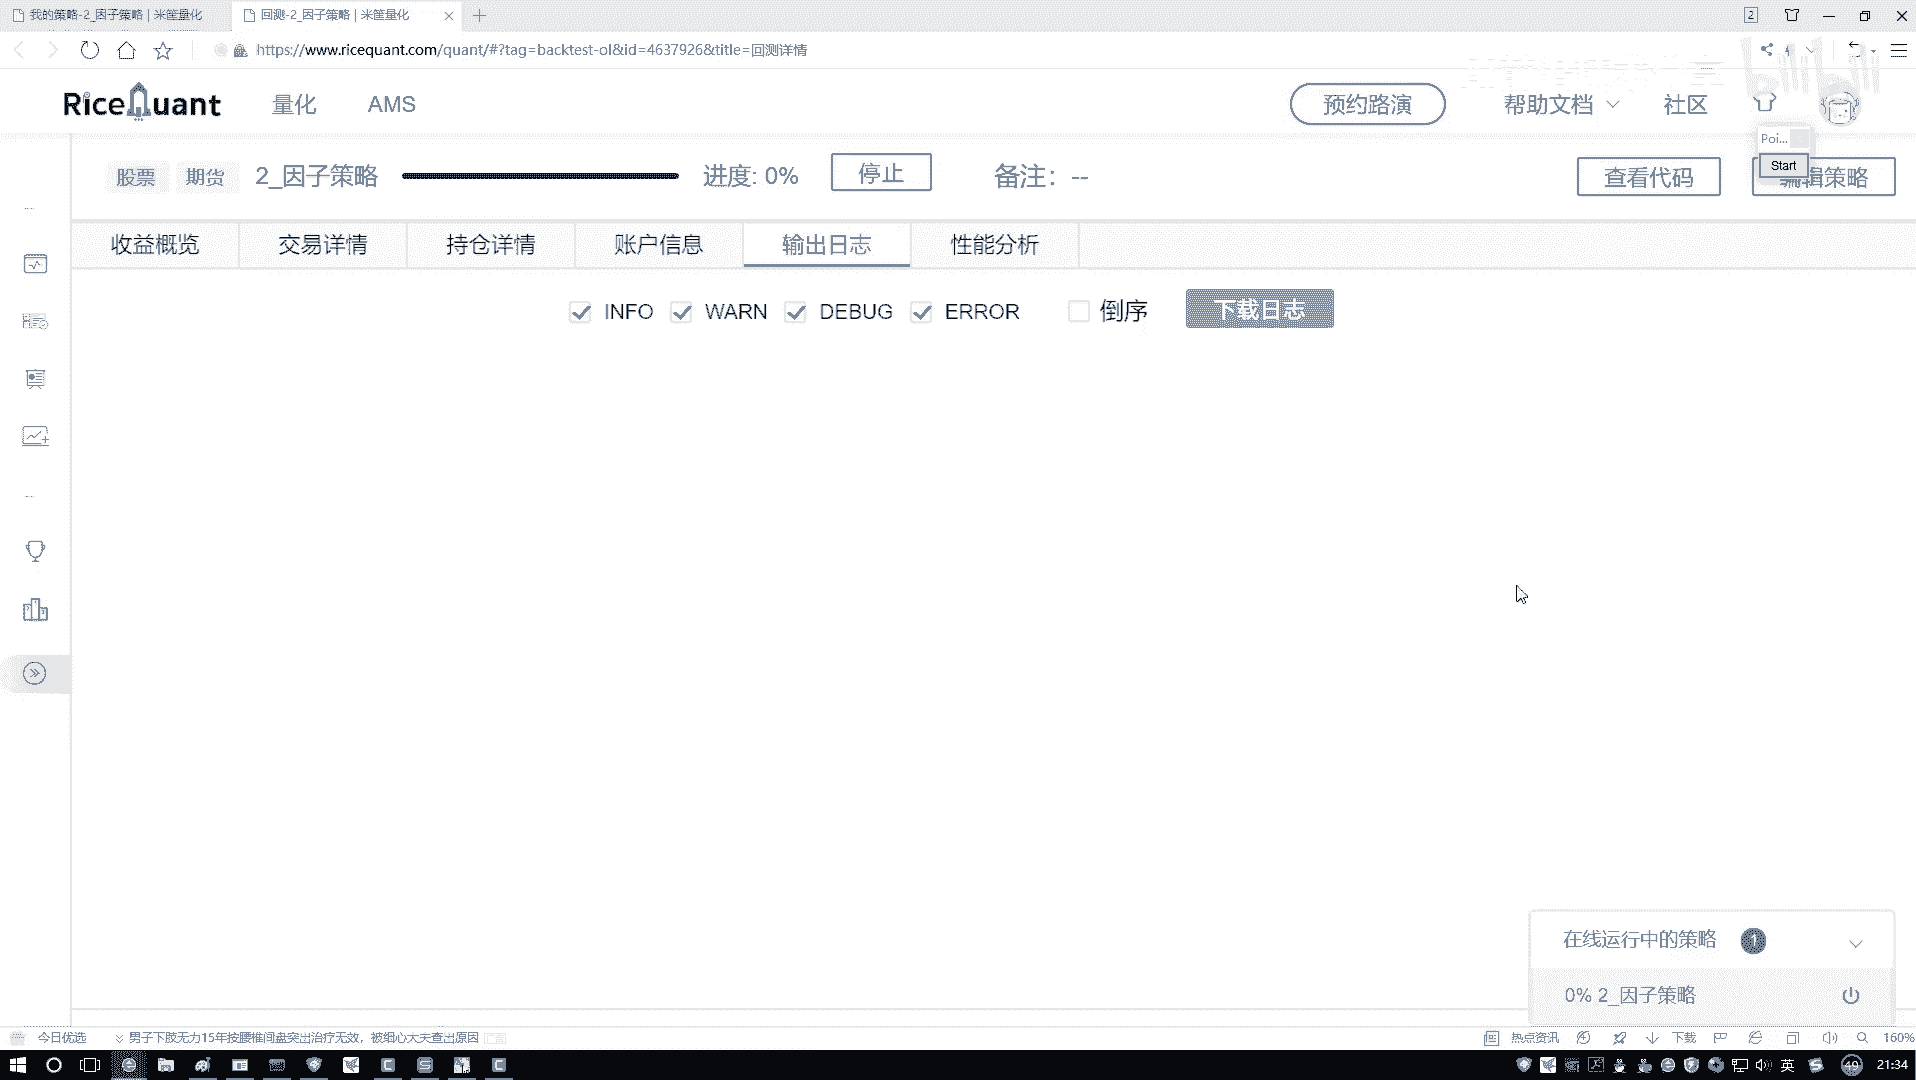 我的策略-2_因子策略 | 米筐量化
回测-2_因子策略 | 米筐量化
2
https://www.ricequant.com/quant/#?tag=backtest-ol&id=4637926&title=回测详情
bilibili
RiceQuant 量化 AMS 预约路演 帮助文档 社区
Poi...
Start
股票 期货 2_因子策略 进度: 0% 停止 备注: -- 查看代码 编辑策略
收益概览 交易详情 持仓详情 账户信息 输出日志 性能分析
INFO WARN DEBUG ERROR 倒序 下载日志
在线运行中的策略 1
0% 2_因子策略
今日优选 男子下肢无力15年按腰椎间盘突出治疗无效，被细心大夫查出原因 热点资讯 下载 160%
英 49 21:34